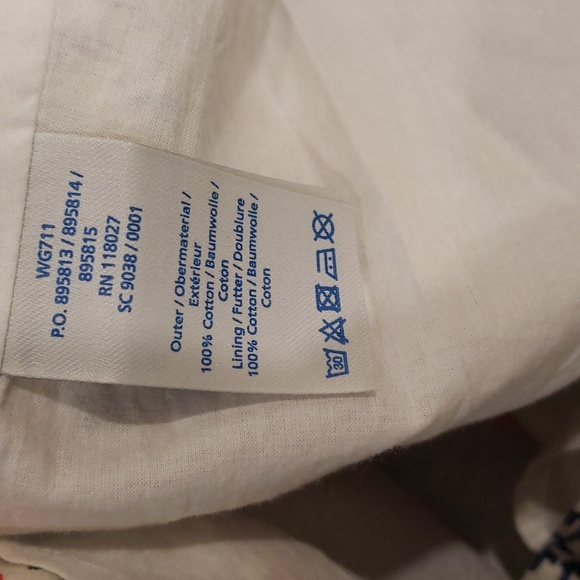 WG711
P.O. 895813 / 895814 /
895815
RN 118027
SC 9038 / 0001
Outer / Obermaterial /
Extérieur
100% Cotton / Baumwolle /
Coton
Lining / Futter / Doublure
100% Cotton / Baumwolle /
Coton
30